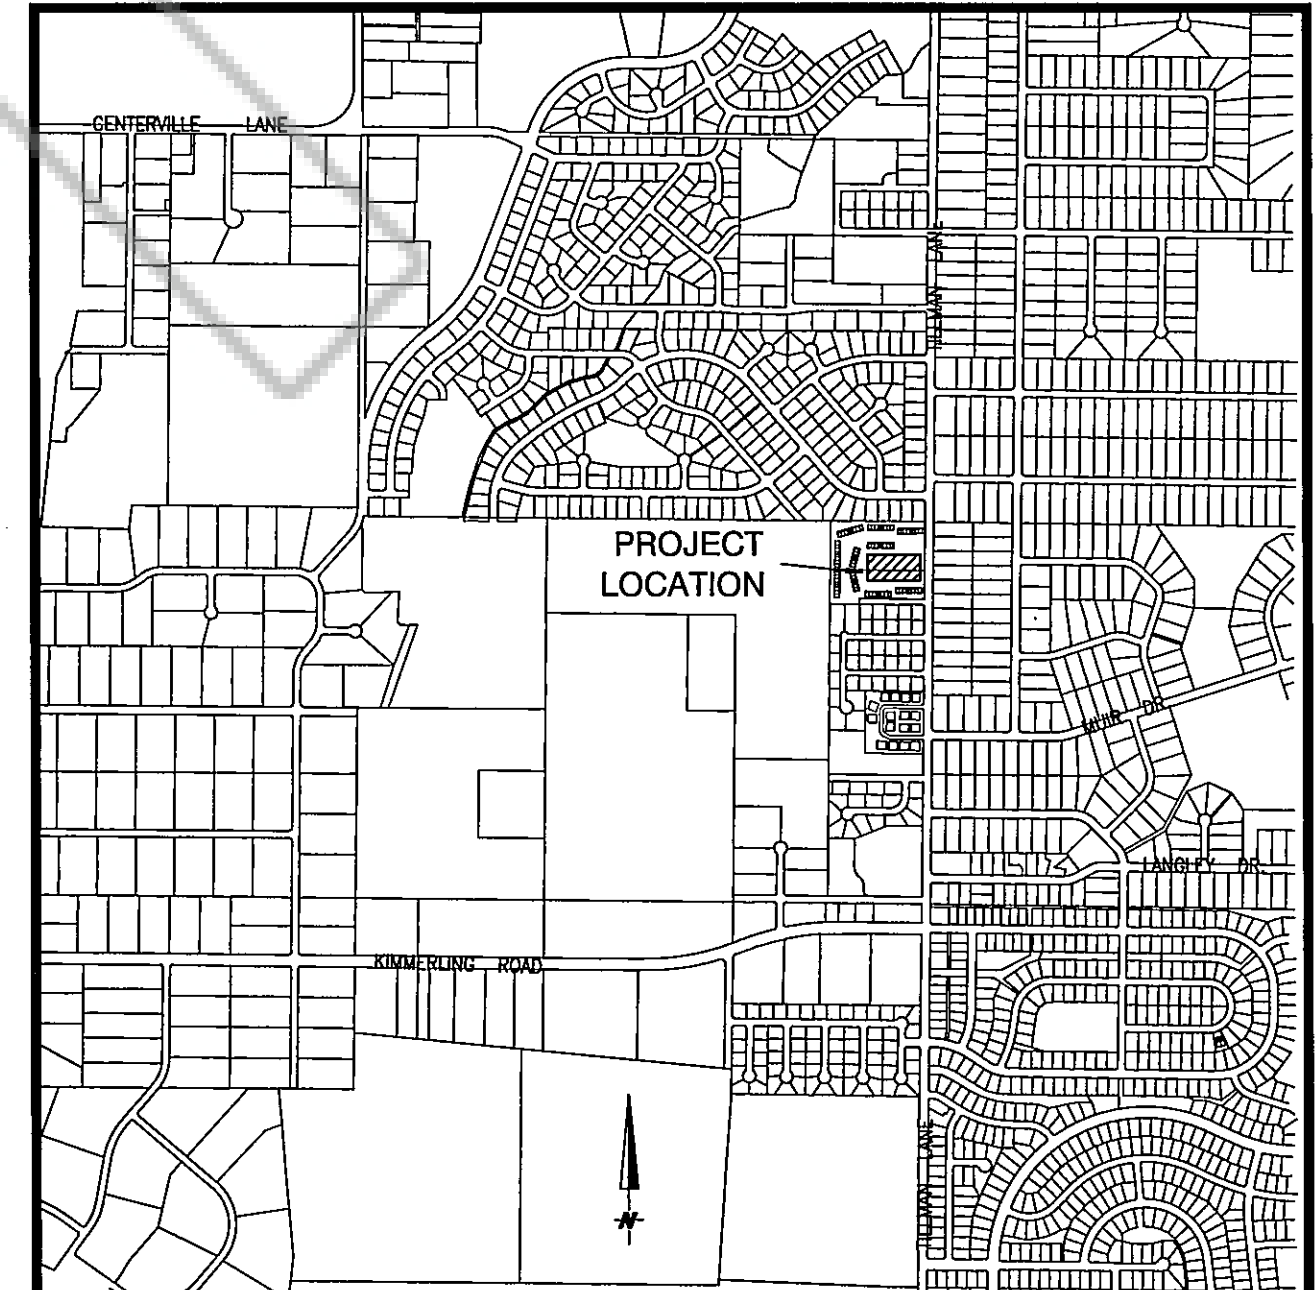 CENTERVILLE LANE
TILLMAN LANE
PROJECT
LOCATION
MUIR DR.
LANGLEY DR.
KIMMERLING ROAD
TILLMAN LANE
N